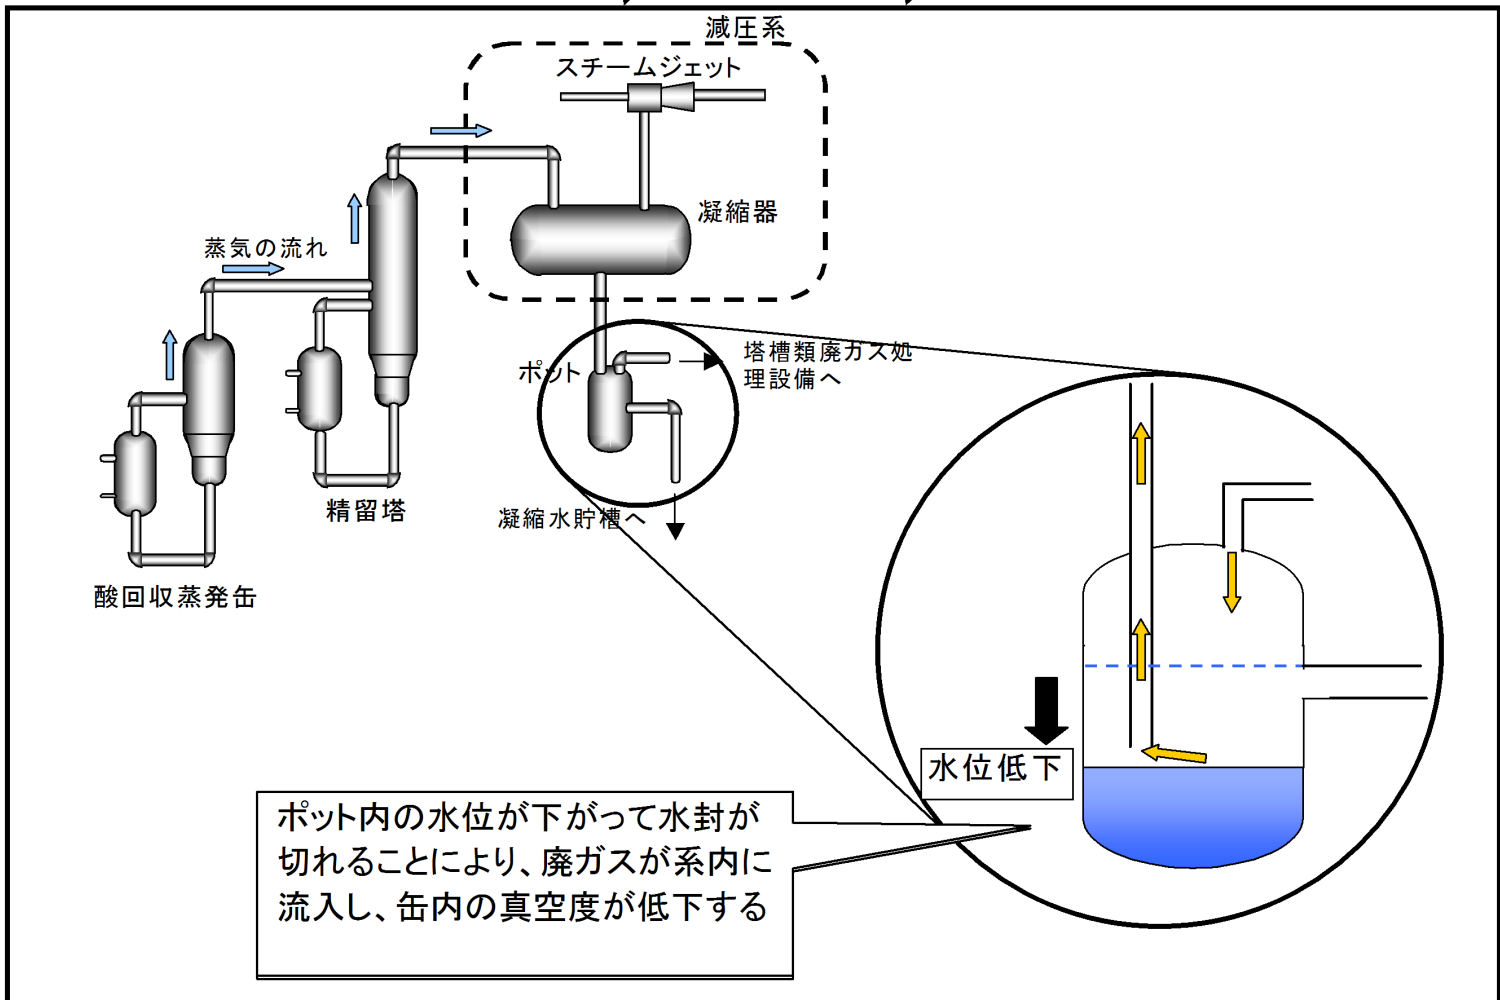 減圧系
スチームジェット
凝縮器
蒸気の流れ
ポット
塔槽類廃ガス処
理設備へ
精留塔
凝縮水貯槽へ
酸回収蒸発缶
水位低下
ポット内の水位が下がって水封が
切れることにより、廃ガスが系内に
流入し、缶内の真空度が低下する